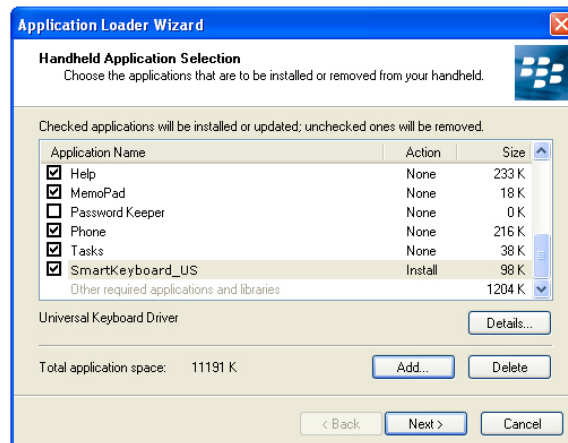 Application Loader Wizard
Handheld Application Selection
Choose the applications that are to be installed or removed from your handheld.
Checked applications will be installed or updated; unchecked ones will be removed.
Application Name Action Size
Help None 233 K
MemoPad None 18 K
Password Keeper None 0 K
Phone None 216 K
Tasks None 38 K
SmartKeyboard_US Install 98 K
Other required applications and libraries 1204 K
Universal Keyboard Driver Details...
Total application space: 11191 K Add... Delete
< Back Next > Cancel